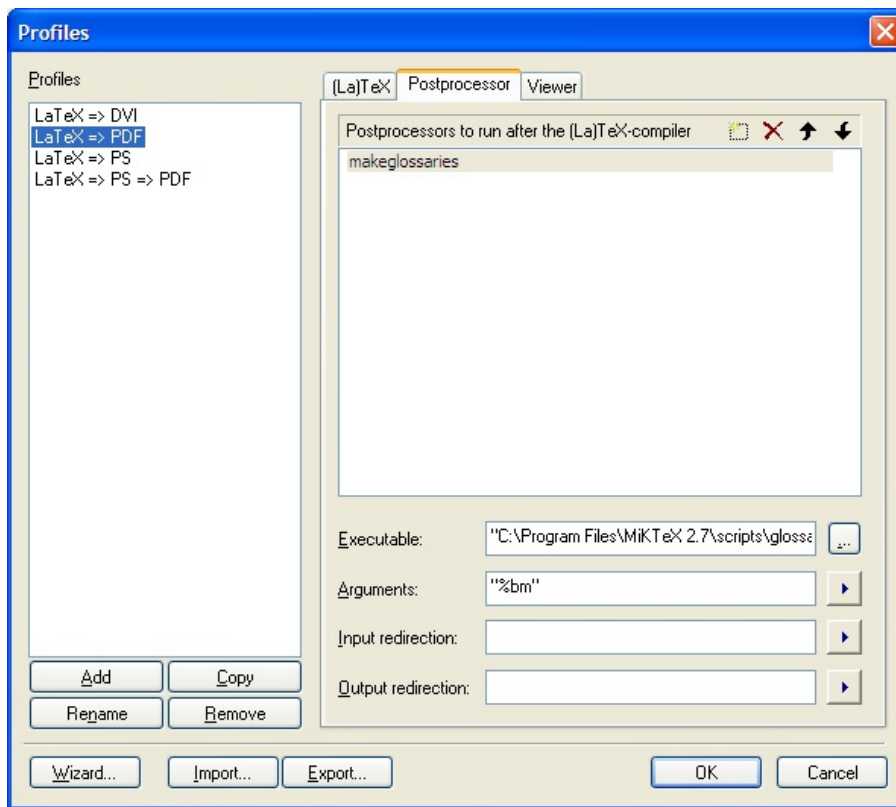 Profiles
Profiles
LaTeX => DVI
LaTeX => PDF
LaTeX => PS
LaTeX => PS => PDF
Add
Copy
Rename
Remove
(La)TeX
Postprocessor
Viewer
Postprocessors to run after the (La)TeX-compiler
makeglossaries
Executable:
"C:\Program Files\MiKTeX 2.7\scripts\glossa
...
Arguments:
"%bm"
Input redirection:
Output redirection:
Wizard...
Import...
Export...
OK
Cancel